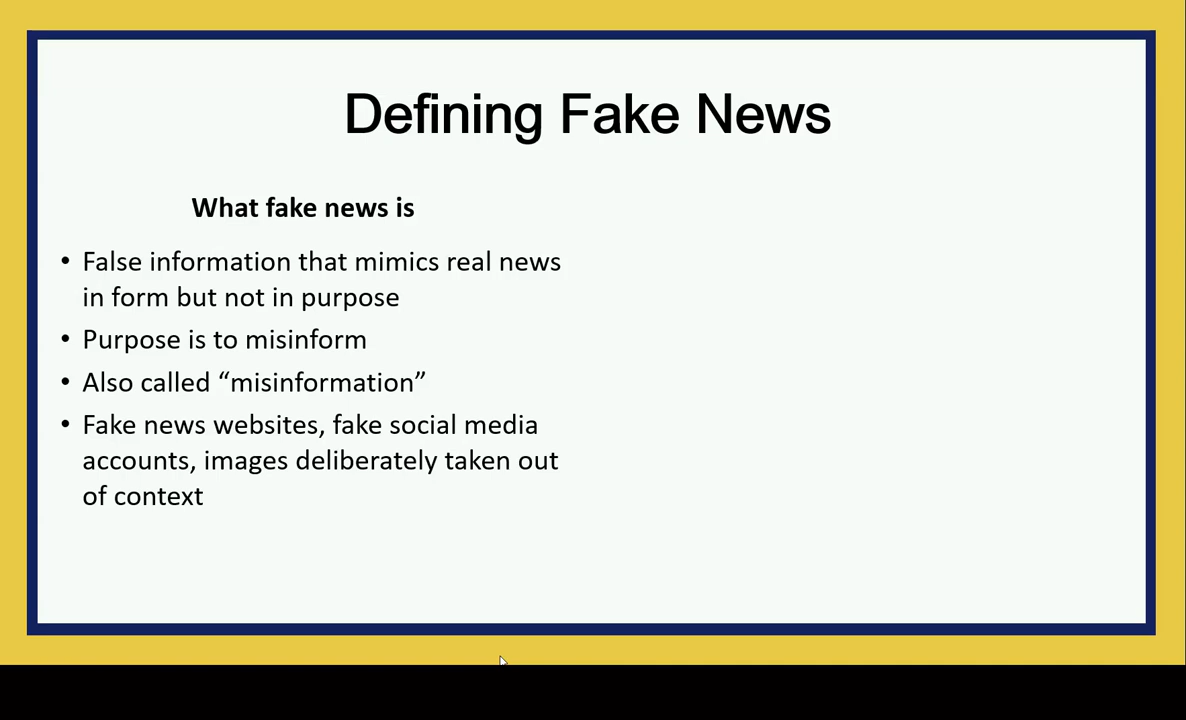 Defining Fake News
What fake news is
• False information that mimics real news
in form but not in purpose
• Purpose is to misinform
• Also called “misinformation”
• Fake news websites, fake social media
accounts, images deliberately taken out
of context